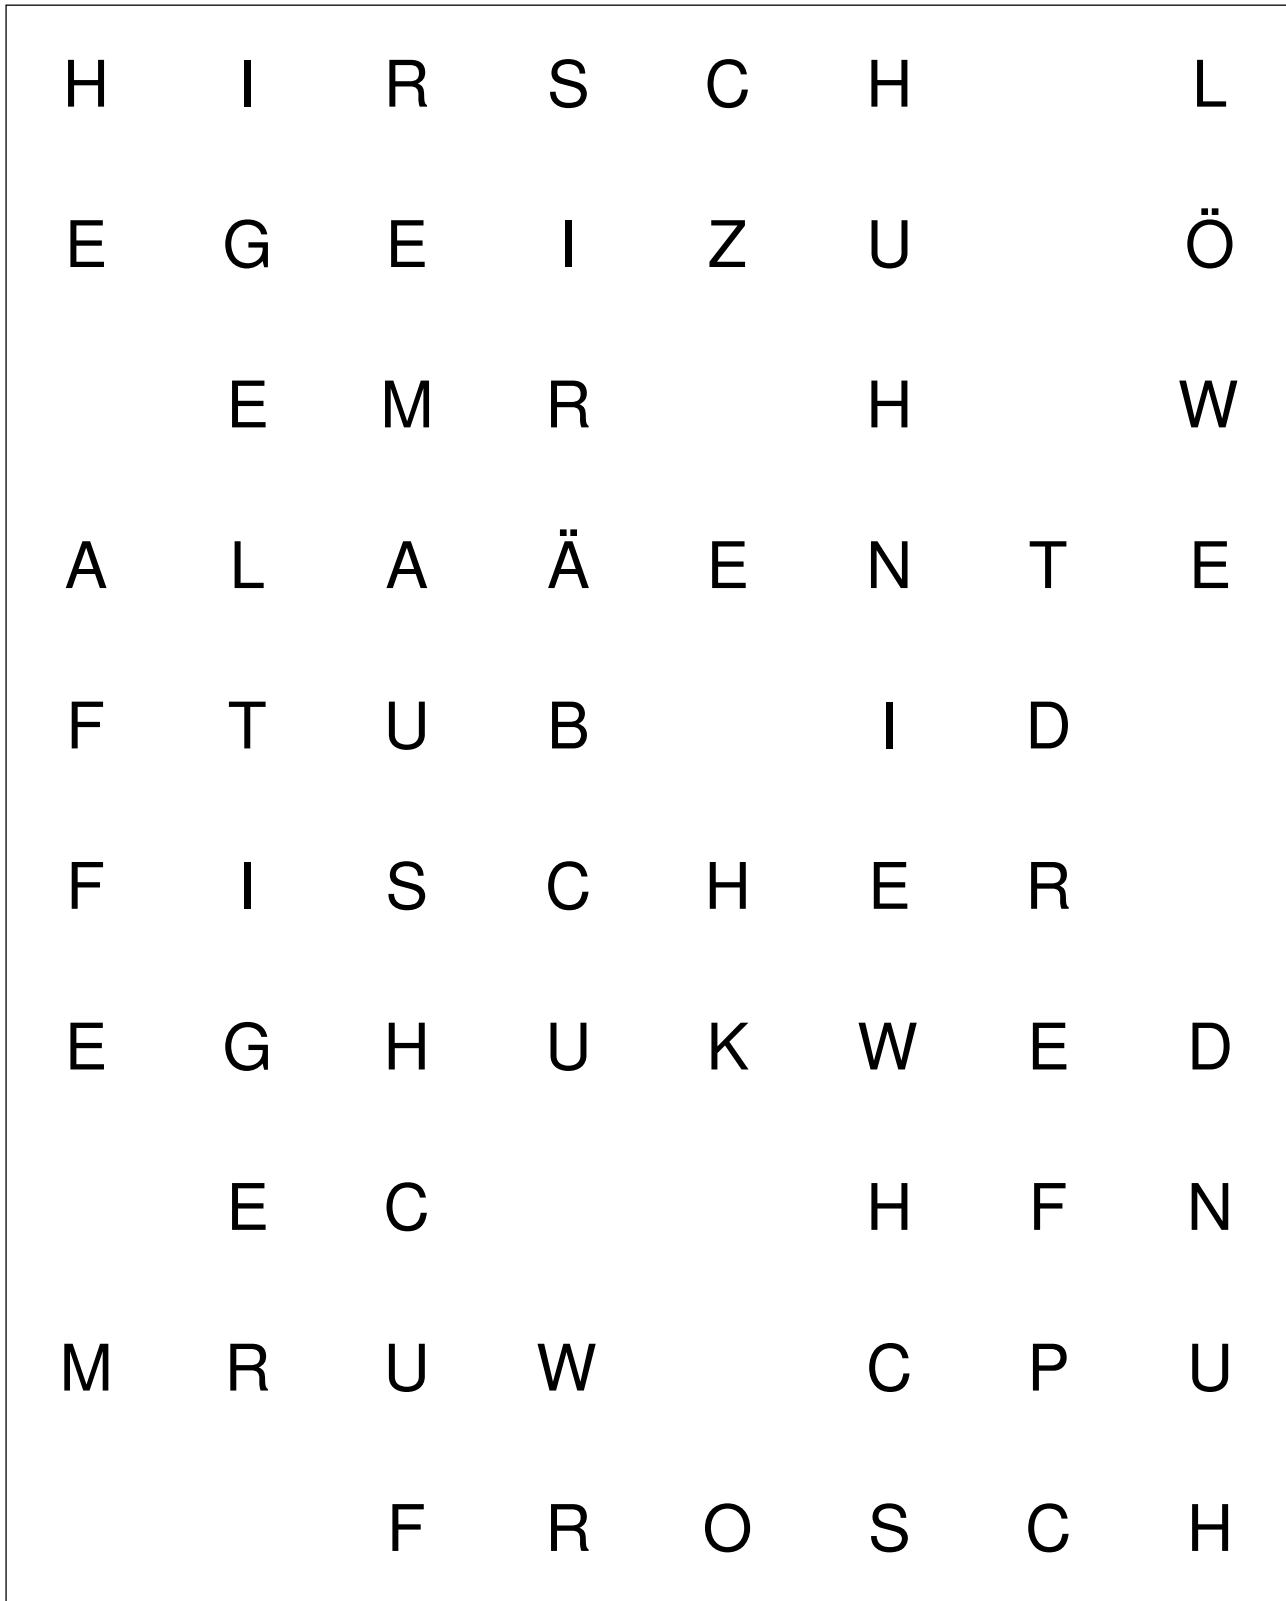 H I R S C H L
E G E I Z U Ö
E M R H W
A L A Ä E N T E
F T U B I D
F I S C H E R
E G H U K W E D
E C H F N
M R U W C P U
F R O S C H